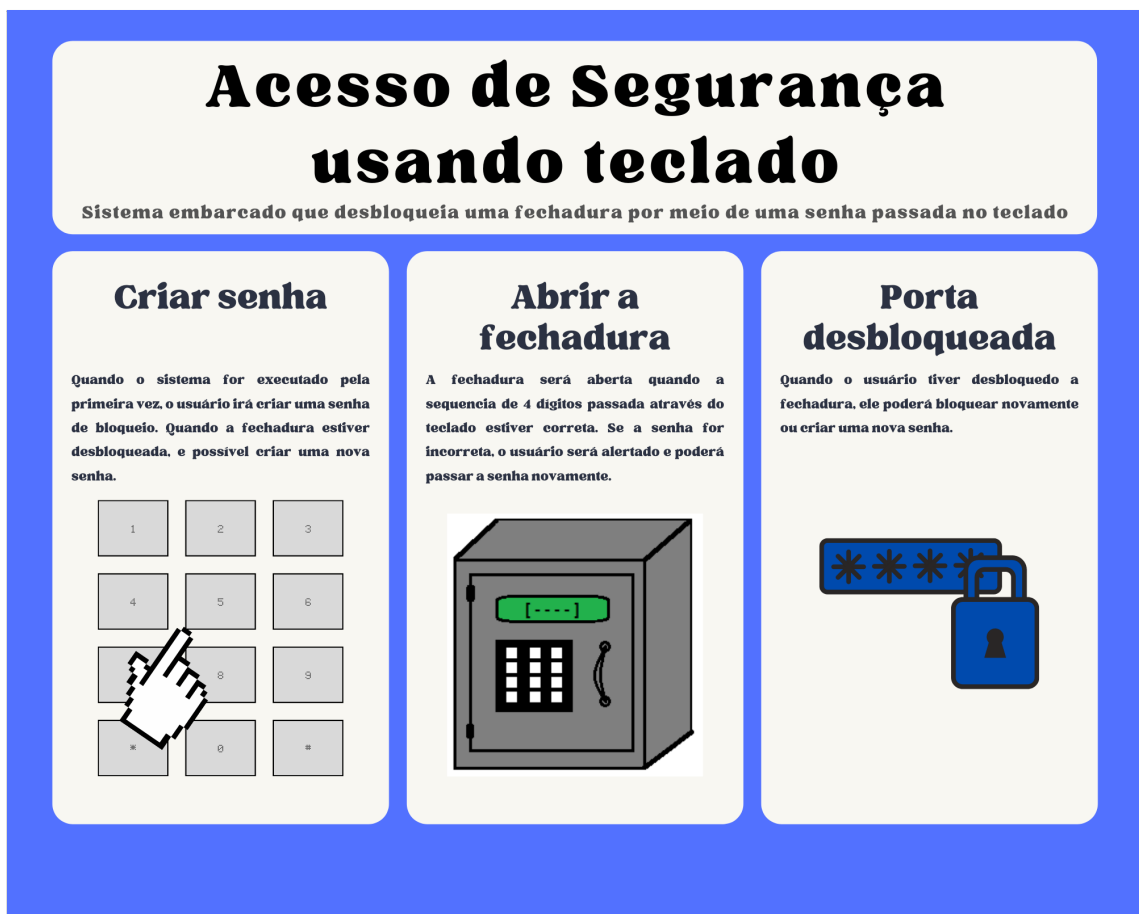 Acesso de Segurança
usando teclado
Sistema embarcado que desbloqueia uma fechadura por meio de uma senha passada no teclado
Criar senha
Quando o sistema for executado pela
primeira vez, o usuário irá criar uma senha
de bloqueio. Quando a fechadura estiver
desbloqueada, e possível criar uma nova
senha.
1 2 3
4 5 6
8 9
* 0 #
Abrir a
fechadura
A fechadura será aberta quando a
sequencia de 4 dígitos passada através do
teclado estiver correta. Se a senha for
incorreta, o usuário será alertado e poderá
passar a senha novamente.
[----]
Porta
desbloqueada
Quando o usuário tiver desbloquedo a
fechadura, ele poderá bloquear novamente
ou criar uma nova senha.
****